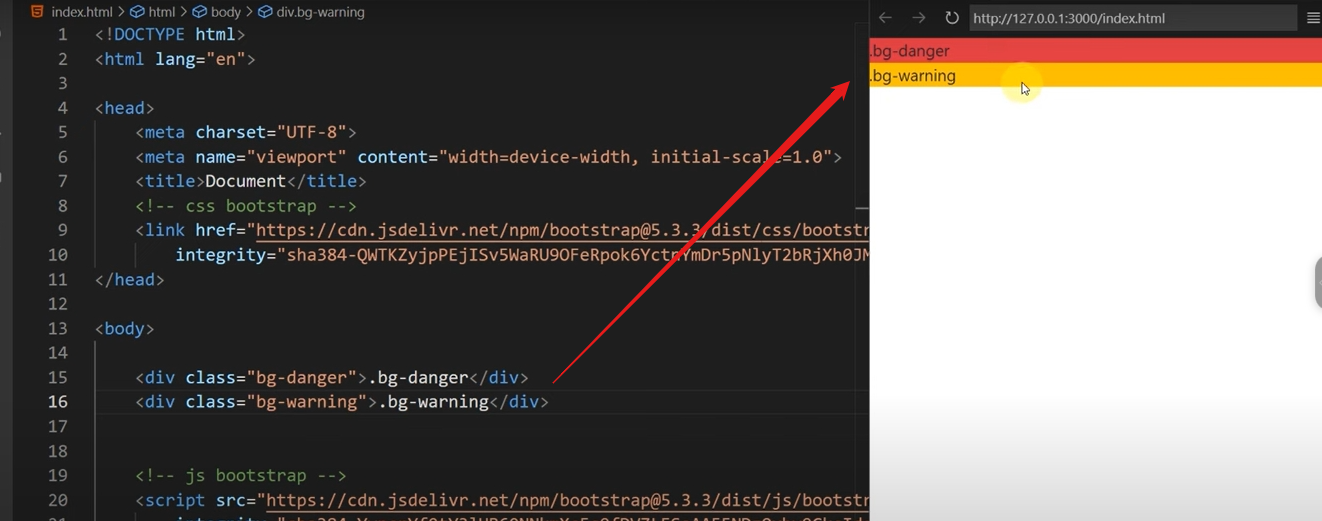 index.html > html > body > div.bg-warning
1 <!DOCTYPE html>
2 <html lang="en">
3
4 <head>
5 <meta charset="UTF-8">
6 <meta name="viewport" content="width=device-width, initial-scale=1.0">
7 <title>Document</title>
8 <!-- css bootstrap -->
9 <link href="https://cdn.jsdelivr.net/npm/bootstrap@5.3.3/dist/css/bootstr
10 integrity="
11 </head>
12
13 <body>
14
15 <div class="bg-danger">.bg-danger</div>
16 <div class="bg-warning">.bg-warning</div>
17
18
19 <!-- js bootstrap -->
20 <script src="https://cdn.jsdelivr.net/npm/bootstrap@5.3.3/dist/js/bootstr
http://127.0.0.1:3000/index.html
.bg-danger
.bg-warning